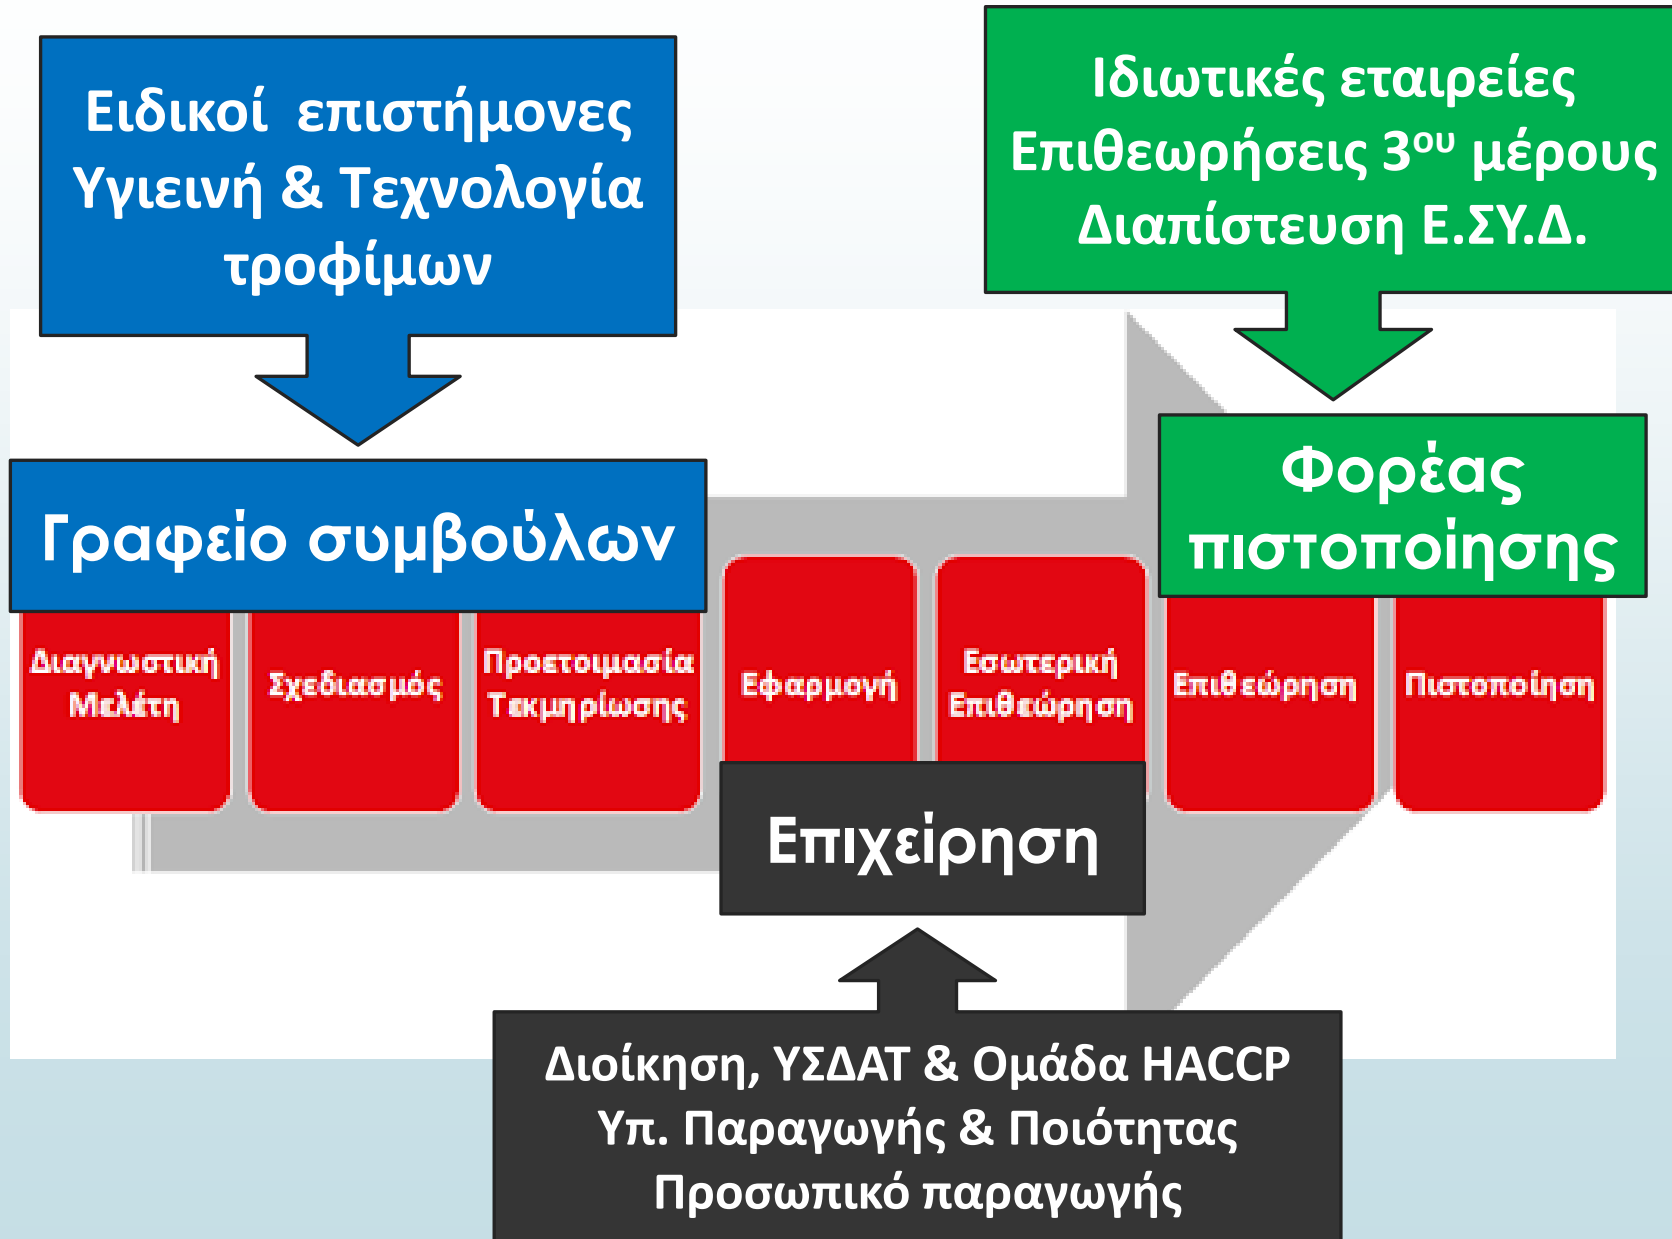 Ειδικοί επιστήμονες
Υγιεινή & Τεχνολογία
τροφίμων
Ιδιωτικές εταιρείες
Επιθεωρήσεις 3ου μέρους
Διαπίστευση Ε.ΣΥ.Δ.
Γραφείο συμβούλων
Φορέας
πιστοποίησης
Διαγνωστική
Μελέτη
Σχεδιασμός
Προετοιμασία
Τεκμηρίωσης
Εφαρμογή
Εσωτερική
Επιθεώρηση
Επιθεώρηση
Πιστοποίηση
Επιχείρηση
Διοίκηση, ΥΣΔΑΤ & Ομάδα HACCP
Υπ. Παραγωγής & Ποιότητας
Προσωπικό παραγωγής